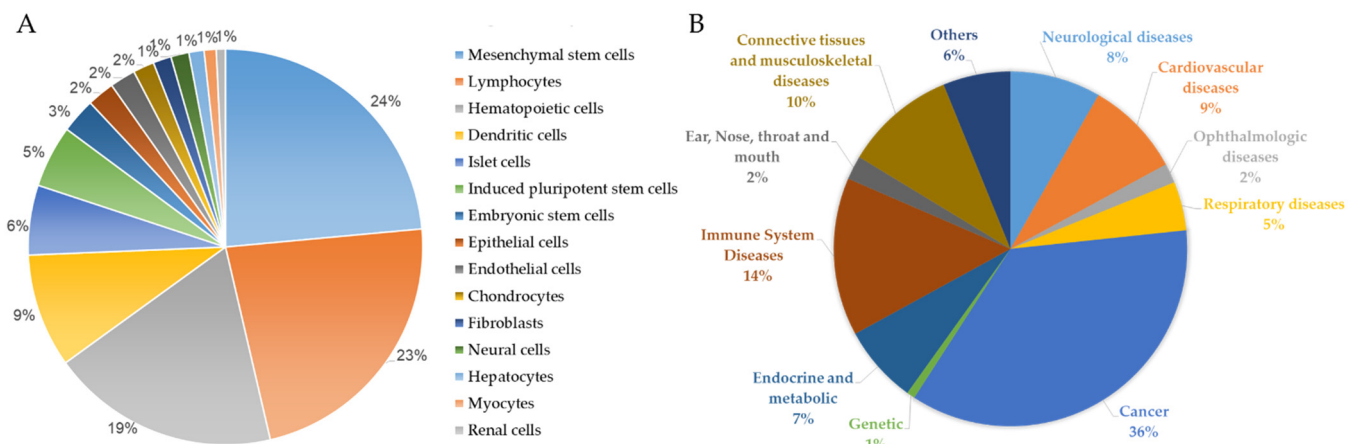 A
24%
23%
19%
9%
6%
5%
3%
2%
2%
2%
1%
1%
1%
1%
1%
Mesenchymal stem cells
Lymphocytes
Hematopoietic cells
Dendritic cells
Islet cells
Induced pluripotent stem cells
Embryonic stem cells
Epithelial cells
Endothelial cells
Chondrocytes
Fibroblasts
Neural cells
Hepatocytes
Myocytes
Renal cells
B
Neurological diseases
8%
Cardiovascular
diseases
9%
Ophthalmologic
diseases
2%
Respiratory diseases
5%
Cancer
36%
Genetic
1%
Endocrine and
metabolic
7%
Immune System
Diseases
14%
Ear, Nose, throat and
mouth
2%
Connective tissues
and musculoskeletal
diseases
10%
Others
6%